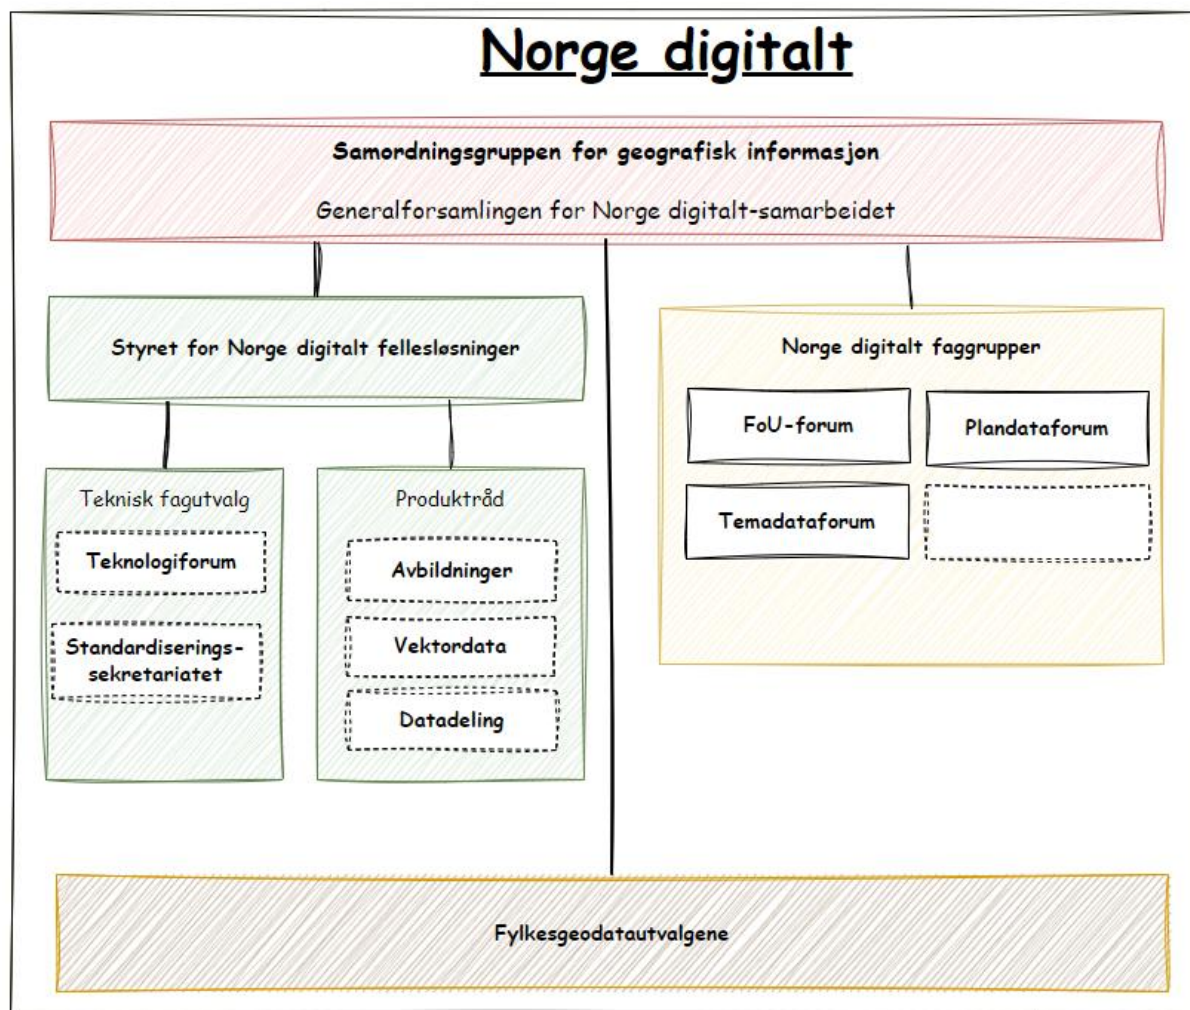 Norge digitalt
Samordningsgruppen for geografisk informasjon
Generalforsamlingen for Norge digitalt-samarbeidet
Styret for Norge digitalt fellesløsninger
Teknisk fagutvalg
Teknologiforum
Standardiserings-
sekretariatet
Produktråd
Avbildninger
Vektordata
Datadeling
Norge digitalt faggrupper
FoU-forum
Plandataforum
Temadataforum
Fylkesgeodatautvalgene